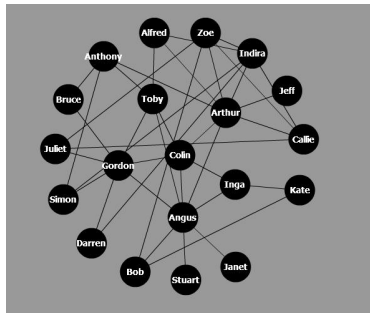 Alfred
Zoe
Indira
Anthony
Jeff
Bruce
Toby
Arthur
Callie
Juliet
Colin
Gordon
Inga
Kate
Simon
Angus
Darren
Bob
Stuart
Janet